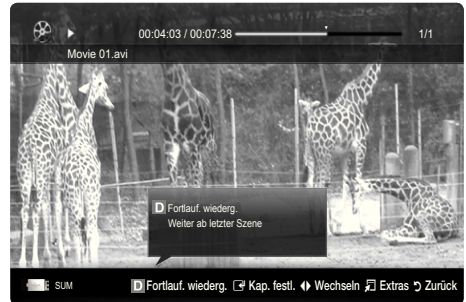 00:04:03 / 00:07:38 1/1
Movie 01.avi
D Fortlauf. wiederg.
Weiter ab letzter Szene
SUM D Fortlauf. wiederg. Kap. festl. Wechseln Extras Zurück